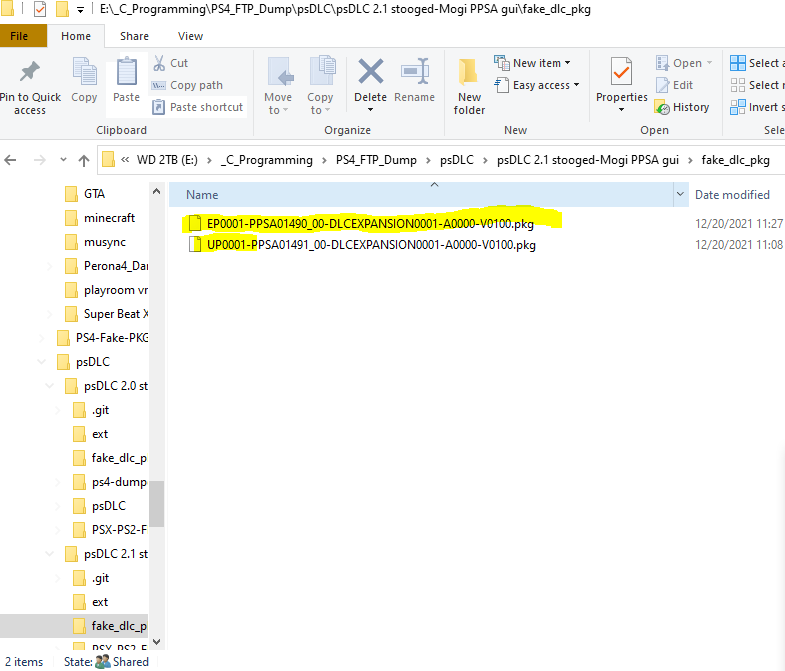 E:\_C_Programming\PS4_FTP_Dump\psDLC\psDLC 2.1 stooged-Mogi PPSA gui\fake_dlc_pkg
File Home Share View
Pin to Quick access
Copy
Paste
Cut
Copy path
Paste shortcut
Clipboard
Move to
Copy to
Delete
Rename
Organize
New folder
New item
Easy access
New
Properties
Open
Edit
History
Open
Select a
Select r
Invert s
Sele
« WD 2TB (E:) › _C_Programming › PS4_FTP_Dump › psDLC › psDLC 2.1 stooged-Mogi PPSA gui › fake_dlc_pkg
GTA
minecraft
musync
Perona4_Dar
playroom vr
Super Beat X
PS4-Fake-PKG
psDLC
psDLC 2.0 st
.git
ext
fake_dlc_p
ps4-dump
psDLC
PSX-PS2-F
psDLC 2.1 st
.git
ext
fake_dlc_p
PSX-PS2-F
Name Date modified
EP0001-PPSA01490_00-DLCEXPANSION0001-A0000-V0100.pkg 12/20/2021 11:27
UP0001-PPSA01491_00-DLCEXPANSION0001-A0000-V0100.pkg 12/20/2021 11:08
2 items State: Shared